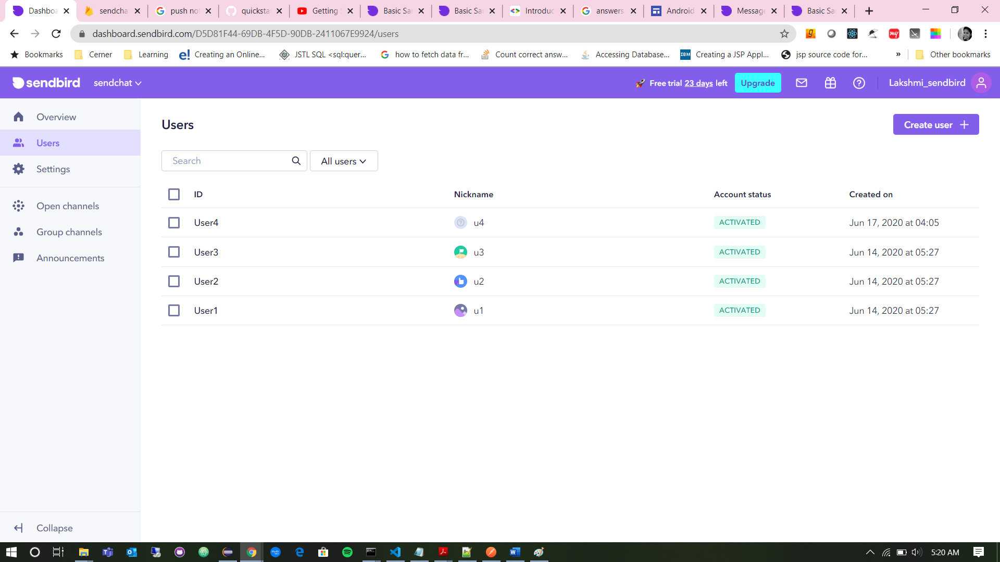 Dashboa
sendcha
push not
quicksta
Getting
Basic Sa
Basic Sa
Introduc
answers
Android
Message
Basic Sa
dashboard.sendbird.com/D5D81F44-69DB-4F5D-90DB-2411067E9924/users
Bookmarks
Cerner
Learning
Creating an Online...
JSTL SQL <sql:quer...
how to fetch data fr...
Count correct answ...
Accessing Database...
IBM
Creating a JSP Appl...
jsp source code for...
»
Other bookmarks
sendbird
sendchat
Free trial 23 days left
Upgrade
Lakshmi_sendbird
Overview
Users
Settings
Open channels
Group channels
Announcements
Collapse
Users
Create user +
Search
All users
ID Nickname Account status Created on
User4 u4 ACTIVATED Jun 17, 2020 at 04:05
User3 u3 ACTIVATED Jun 14, 2020 at 05:27
User2 u2 ACTIVATED Jun 14, 2020 at 05:27
User1 u1 ACTIVATED Jun 14, 2020 at 05:27
5:20 AM